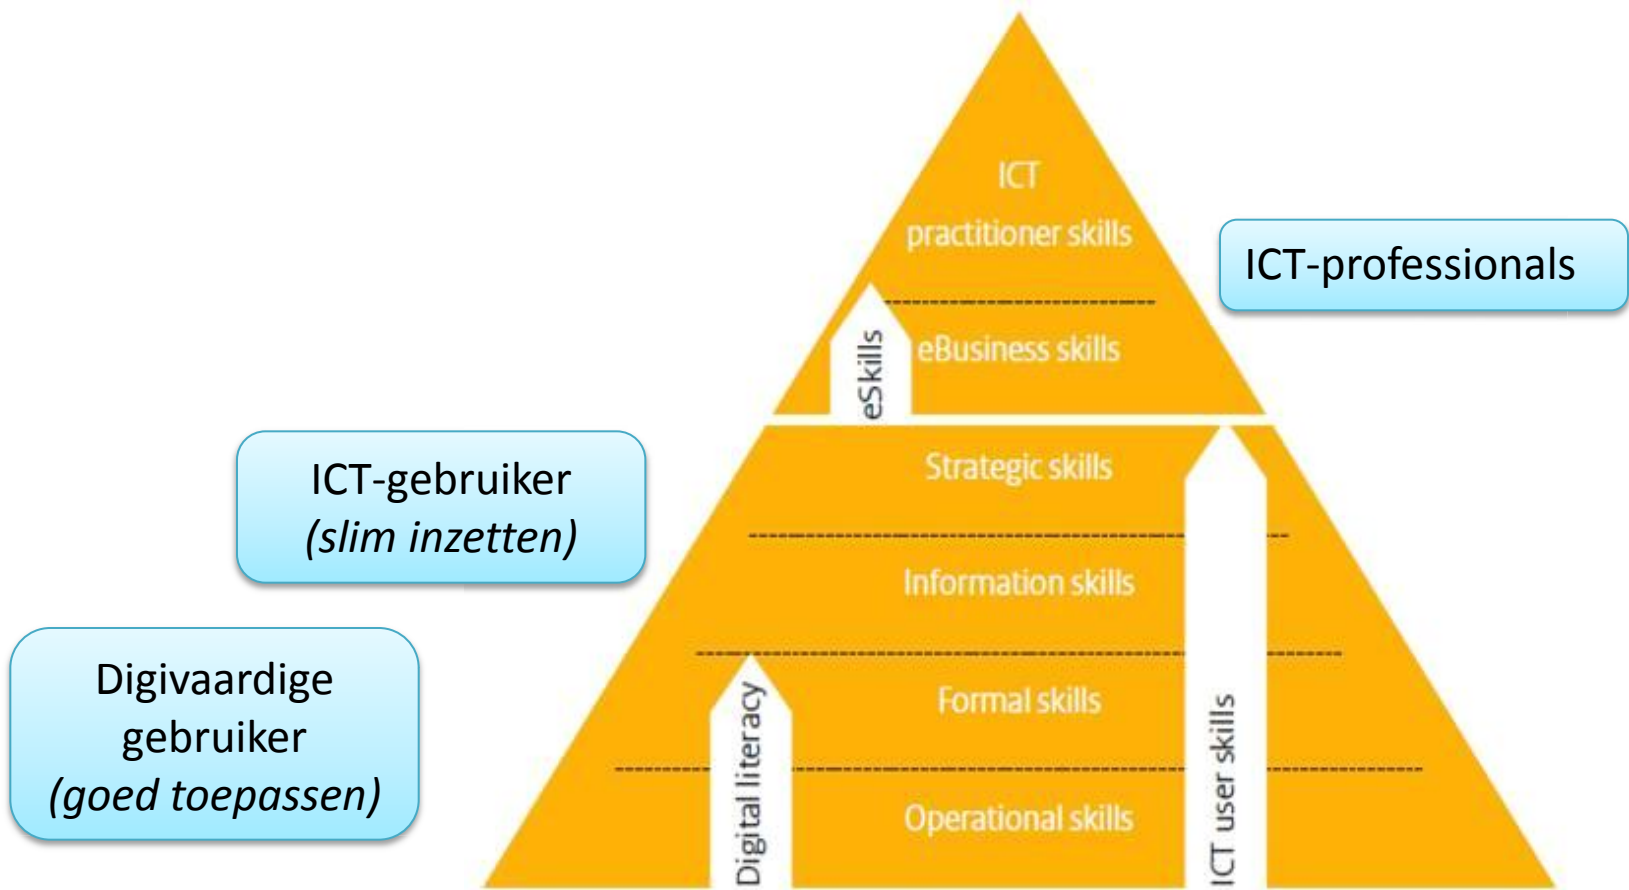 ICT
practitioner skills
ICT-professionals
eSkills
eBusiness skills
ICT-gebruiker
(slim inzetten)
Strategic skills
Information skills
Digivaardige
gebruiker
(goed toepassen)
Digital literacy
Formal skills
ICT user skills
Operational skills